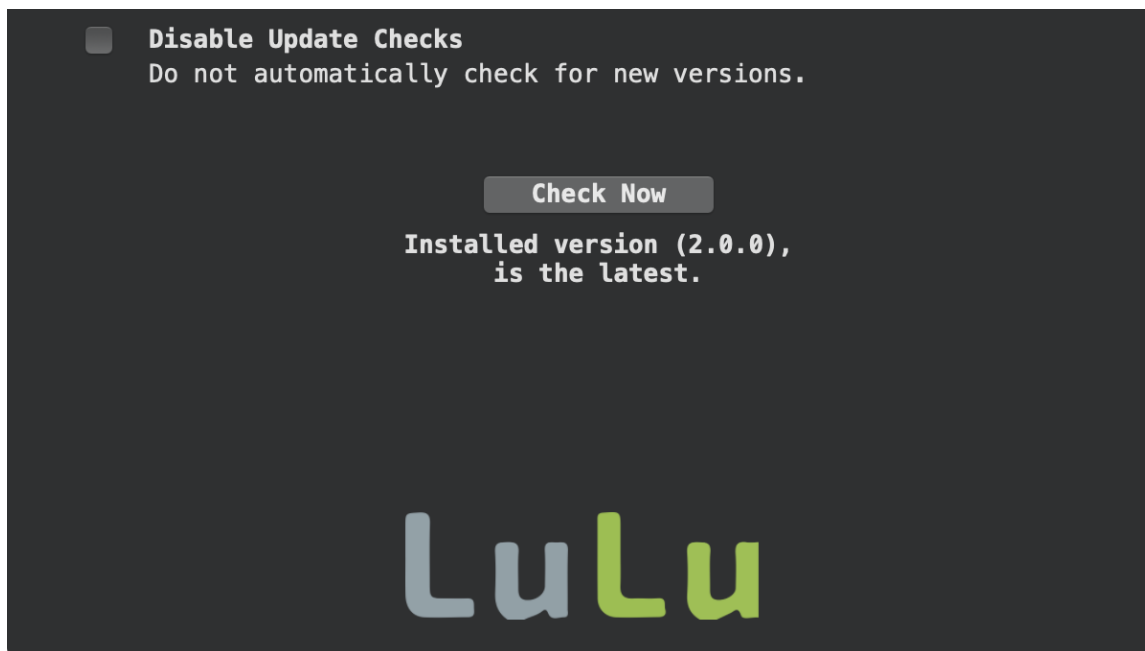 Disable Update Checks
Do not automatically check for new versions.
Check Now
Installed version (2.0.0),
is the latest.
LuLu